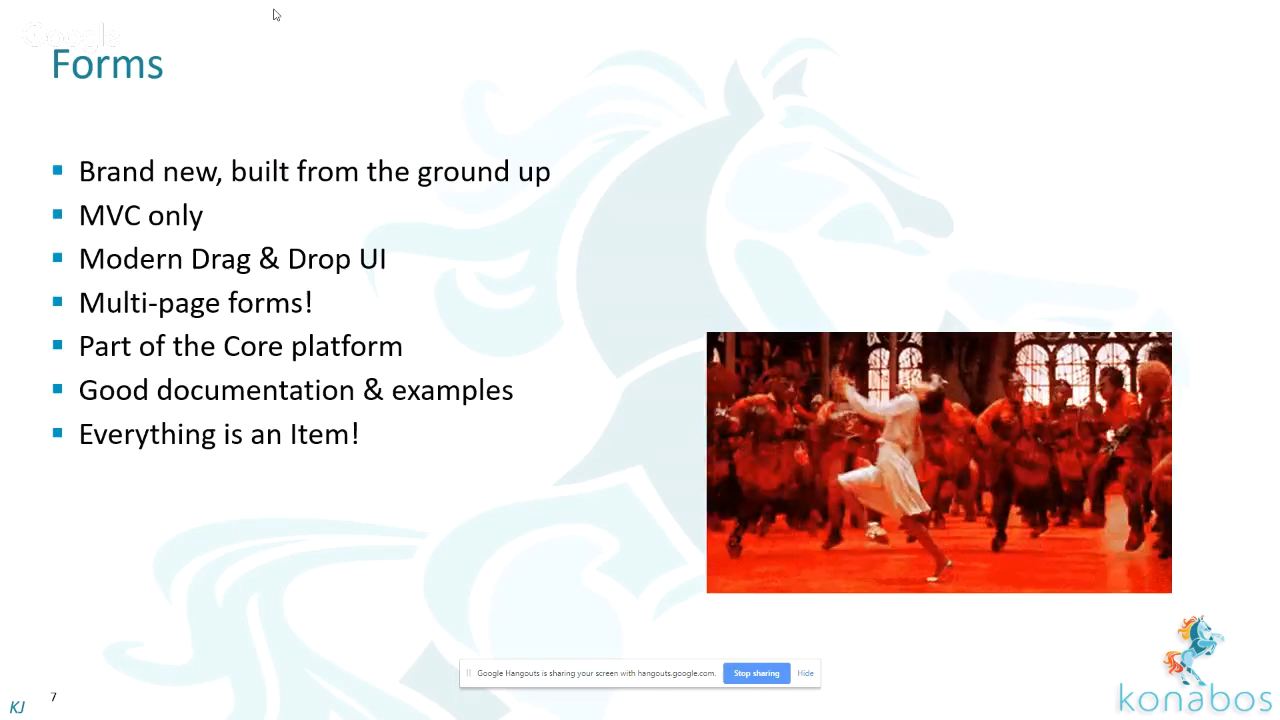 Google
Forms
Brand new, built from the ground up
MVC only
Modern Drag & Drop UI
Multi-page forms!
Part of the Core platform
Good documentation & examples
Everything is an Item!
Google Hangouts is sharing your screen with hangouts.google.com.
Stop sharing
Hide
konabos
KJ
7